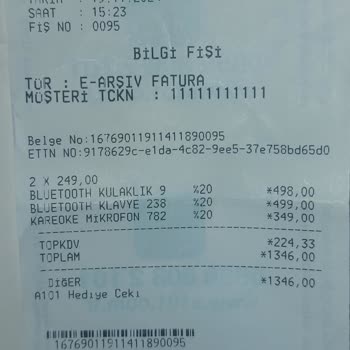 SAAT : 15:23
FİŞ NO : 0095
BİLGİ FİŞİ
TÜR : E-ARŞIV FATURA
MÜŞTERİ TCKN : 11111111111
Belge No:16769011911411890095
ETTN NO:9178629c-e1da-4c82-9ee5-37e758bd65d0
2 X 249,00
BLUETOOTH KULAKLIK 9 %20 *498,00
BLUETOOTH KLAVYE 238 %20 *499,00
KAREOKE MİKROFON 782 %20 *349,00
TOPKDV *224,33
TOPLAM *1346,00
DİĞER *1346,00
A101 Hediye Ceki
16769011911411890095